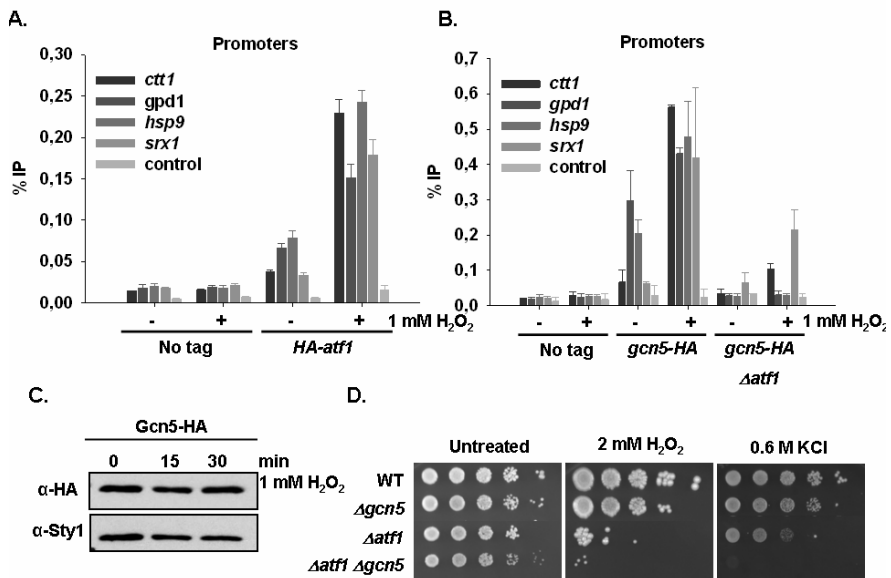 A.
Promoters
0,30
0,25
0,20
0,15
0,10
0,05
0,00
% IP
ctt1
gpd1
hsp9
srx1
control
- + - + 1 mM H₂O₂
No tag HA-atf1
B.
Promoters
0,7
0,6
0,5
0,4
0,3
0,2
0,1
0,0
% IP
ctt1
gpd1
hsp9
srx1
control
- + - + - + 1 mM H₂O₂
No tag gcn5-HA gcn5-HA
Δatf1
C.
Gcn5-HA
0 15 30 min
1 mM H₂O₂
α-HA
α-Sty1
D.
Untreated 2 mM H₂O₂ 0.6 M KCl
WT
Δgcn5
Δatf1
Δatf1 Δgcn5